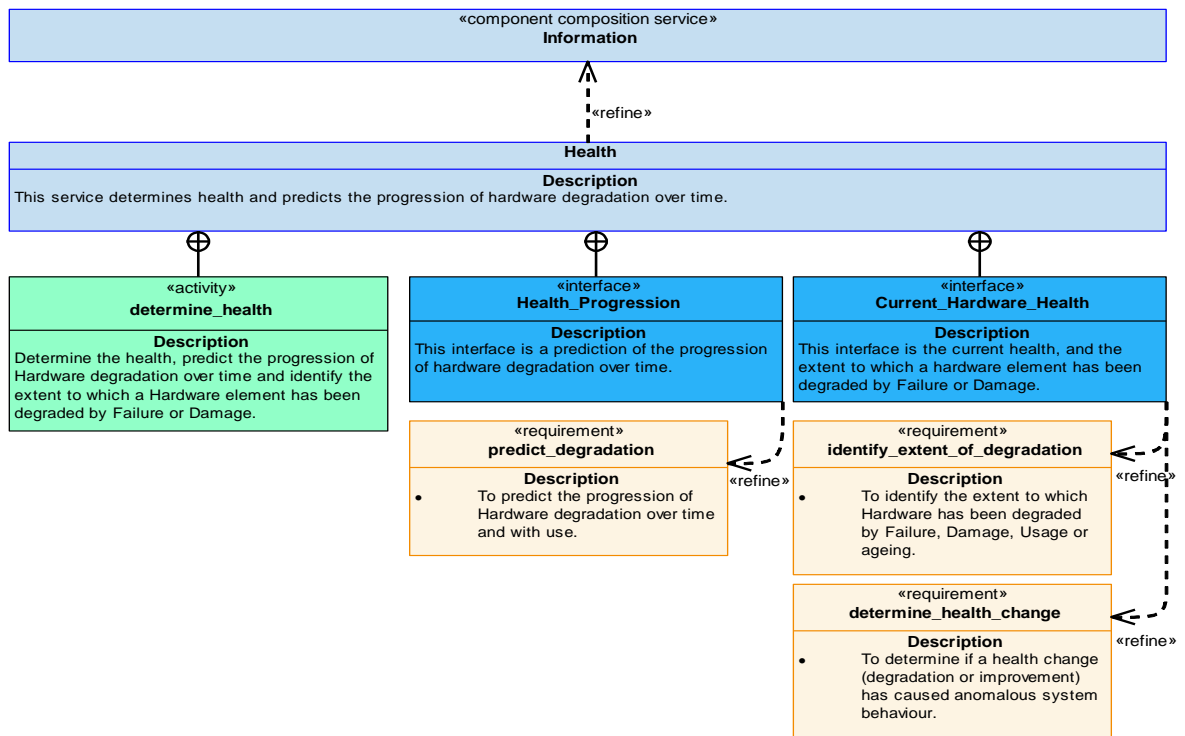 «component composition service»
Information
«refine»
Health
Description
This service determines health and predicts the progression of hardware degradation over time.
«activity»
determine_health
Description
Determine the health, predict the progression of
Hardware degradation over time and identify the
extent to which a Hardware element has been
degraded by Failure or Damage.
«interface»
Health_Progression
Description
This interface is a prediction of the progression
of hardware degradation over time.
«interface»
Current_Hardware_Health
Description
This interface is the current health, and the
extent to which a hardware element has been
degraded by Failure or Damage.
«requirement»
predict_degradation
Description
• To predict the progression of
Hardware degradation over time
and with use.
«refine»
«requirement»
identify_extent_of_degradation
Description
• To identify the extent to which
Hardware has been degraded
by Failure, Damage, Usage or
ageing.
«refine»
«requirement»
determine_health_change
Description
• To determine if a health change
(degradation or improvement)
has caused anomalous system
behaviour.
«refine»